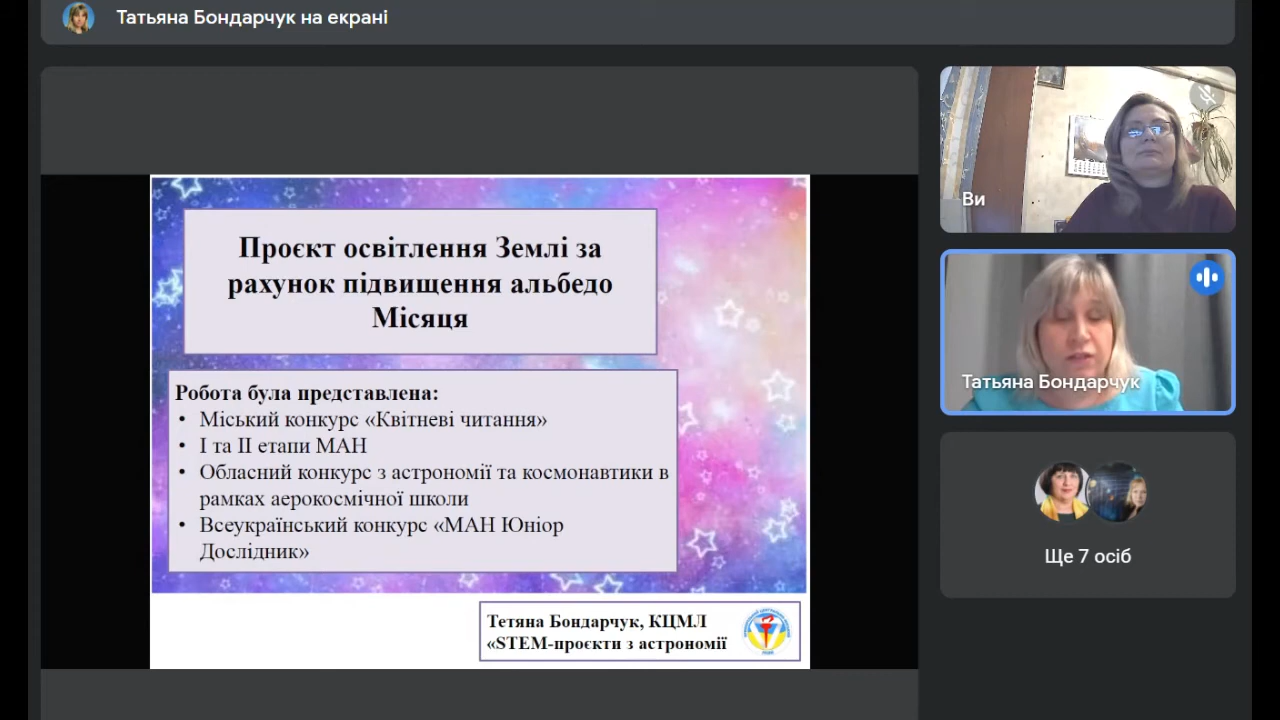 Татьяна Бондарчук на екрані
Проєкт освітлення Землі за
рахунок підвищення альбедо
Місяця
Робота була представлена:
• Міський конкурс «Квітневі читання»
• І та ІІ етапи МАН
• Обласний конкурс з астрономії та космонавтики в
рамках аерокосмічної школи
• Всеукраїнський конкурс «МАН Юніор
Дослідник»
Тетяна Бондарчук, КЦМЛ
«STEM-проєкти з астрономії
Ви
Татьяна Бондарчук
Ще 7 осіб